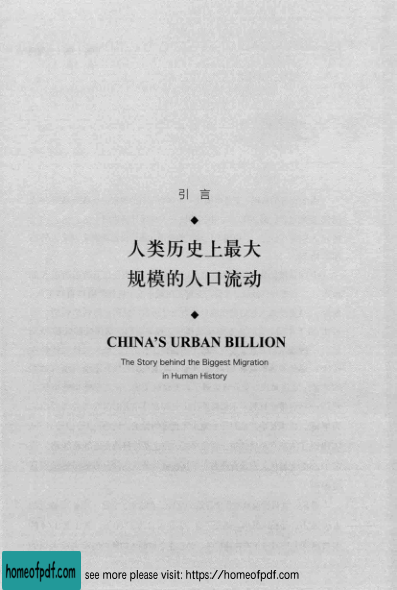 引 言
◆
人类历史上最大
规模的人口流动
◆
CHINA'S URBAN BILLION
The Story behind the Biggest Migration
in Human History
homeofpdf.com see more please visit: https://homeofpdf.com